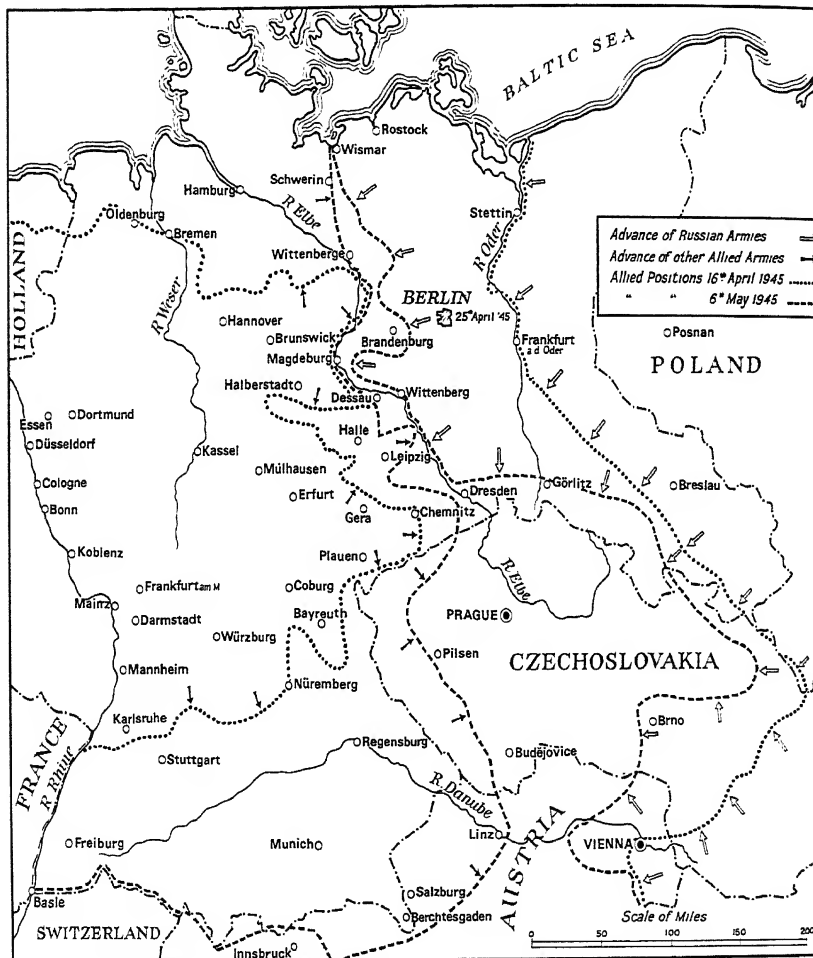 BALTIC SEA
Rostock
Wismar
Schwerin
Hamburg
R Elbe
Stettin
Oldenburg
Bremen
Wittenberge
R Oder
HOLLAND
R Weser
Advance of Russian Armies
Advance of other Allied Armies
Allied Positions 16th April 1945
" " 6th May 1945
BERLIN
25th April '45
Hannover
Brunswick
Brandenburg
Magdeburg
Frankfurt
a d Oder
Posnan
POLAND
Halberstadt
Dessau
Wittenberg
Essen
Dortmund
Halle
Düsseldorf
Kassel
Leipzig
Mülhausen
Cologne
Erfurt
Dresden
Görlitz
Breslau
Bonn
Gera
Chemnitz
Koblenz
Plauen
R. Elbe
Frankfurt am M
Coburg
Mainz
Darmstadt
Bayreuth
PRAGUE
Würzburg
Pilsen
CZECHOSLOVAKIA
Mannheim
Nüremberg
Karlsruhe
Brno
FRANCE
R. Rhine
Stuttgart
Regensburg
Budějovice
R. Danube
Freiburg
Munich
Linz
AUSTRIA
VIENNA
Basle
Salzburg
Berchtesgaden
SWITZERLAND
Innsbruck
Scale of Miles
0 50 100 150 200